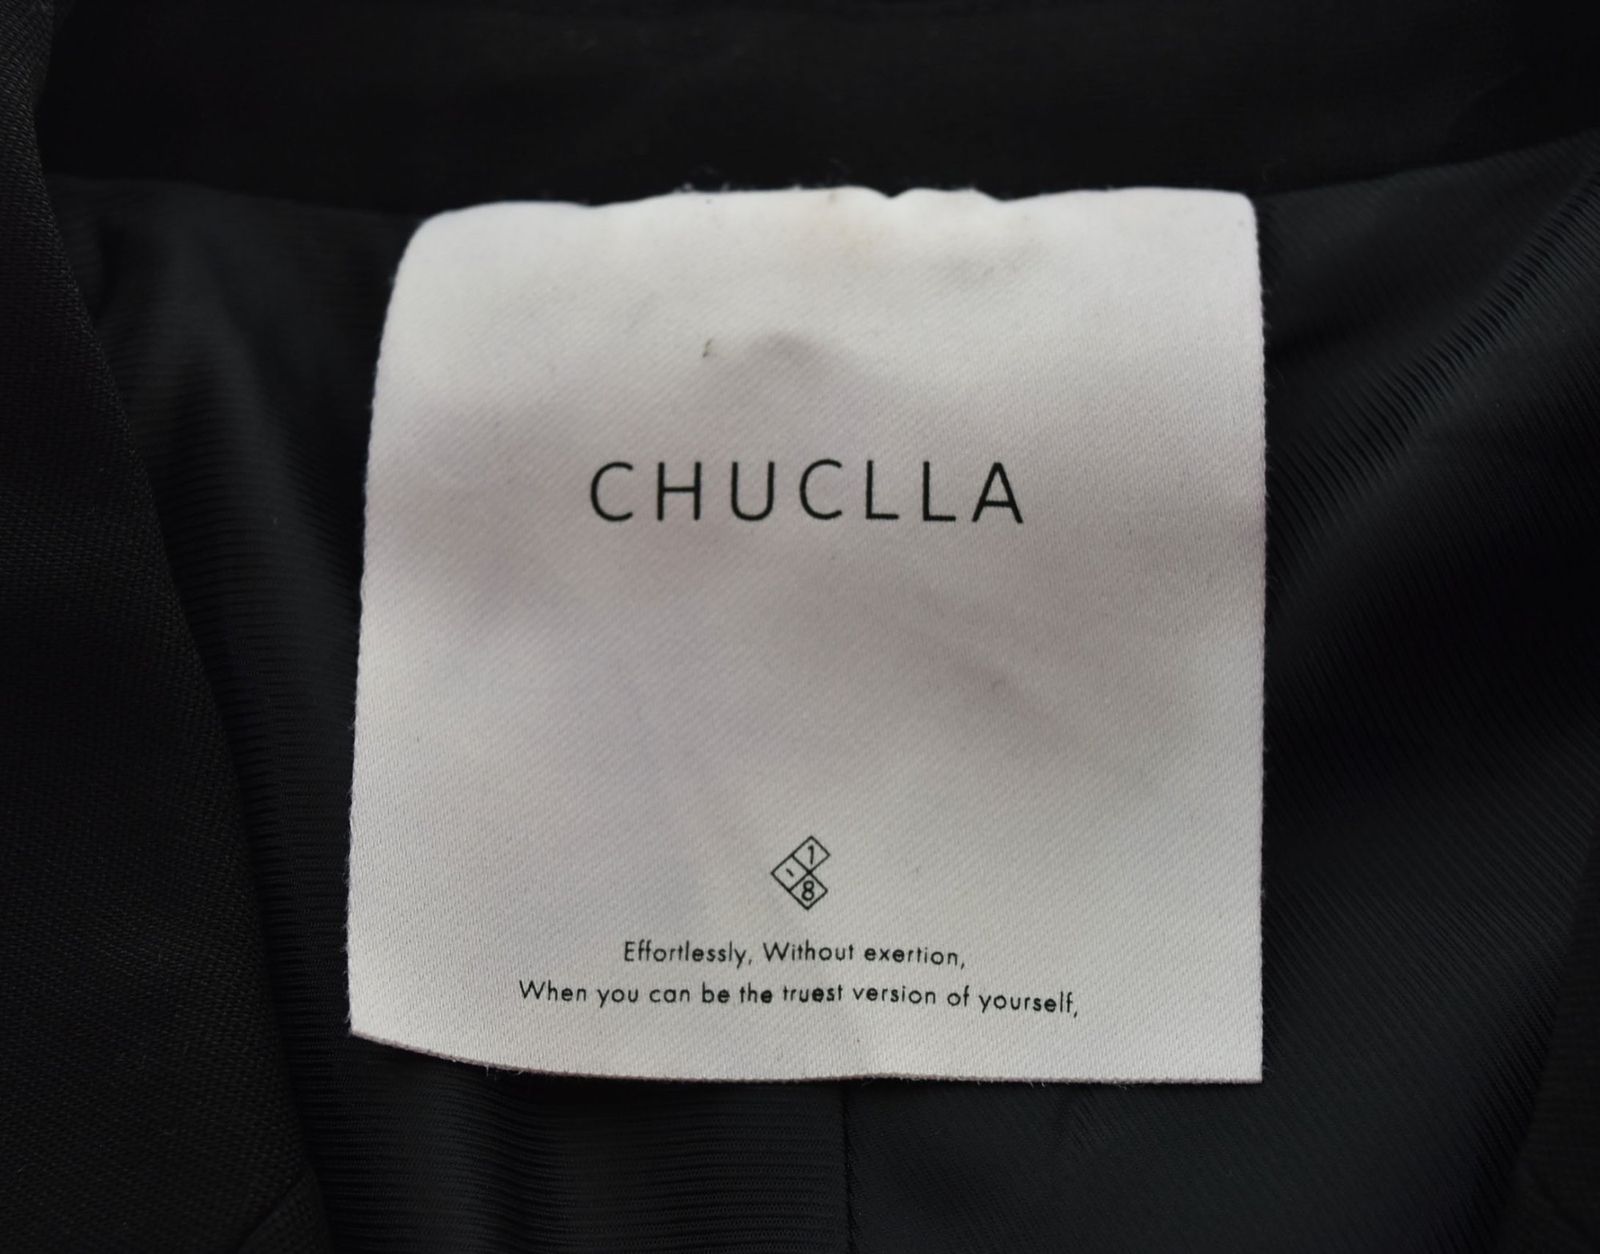 CHUCLLA
1
8
Effortlessly, Without exertion,
When you can be the truest version of yourself,